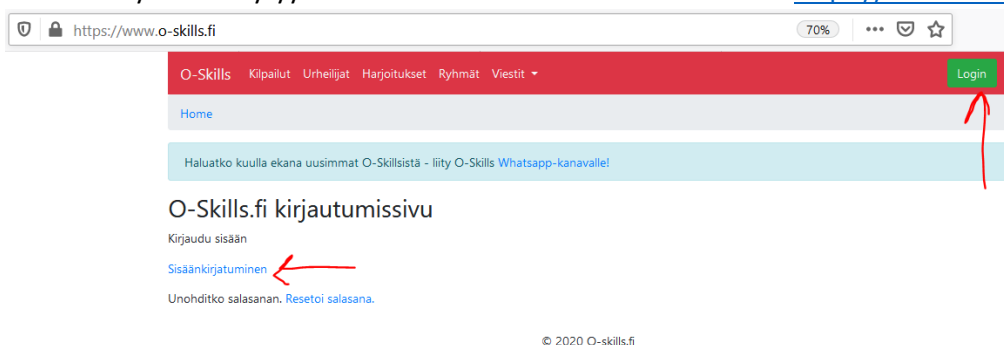 https://www.o-skills.fi 70%
O-Skills Kilpailut Urheilijat Harjoitukset Ryhmät Viestit Login
Home
Haluatko kuulla ekana uusimmat O-Skillsistä - liity O-Skills Whatsapp-kanavalle!
O-Skills.fi kirjautumissivu
Kirjaudu sisään
Sisäänkirjatuminen
Unohditko salasanan. Resetoi salasana.
© 2020 O-skills.fi